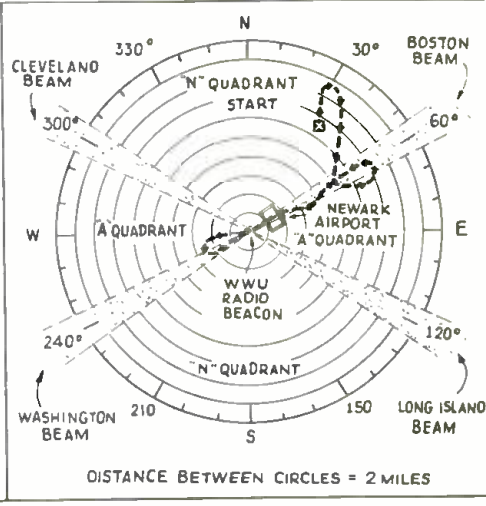 N
330°
30°
BOSTON
BEAM
CLEVELAND
BEAM
"N" QUADRANT
START
X
300°
60°
W
"A" QUADRANT
NEWARK
AIRPORT
"A" QUADRANT
E
WWU
RADIO
BEACON
240°
120°
"N" QUADRANT
WASHINGTON
BEAM
210
150
LONG ISLAND
BEAM
S
DISTANCE BETWEEN CIRCLES = 2 MILES